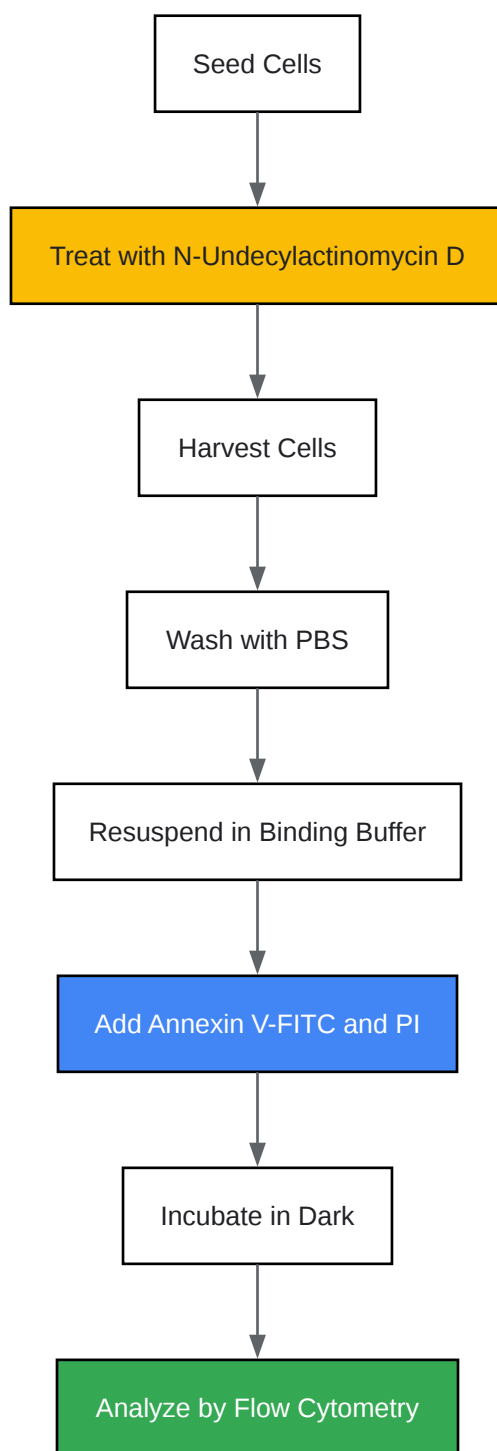 Seed Cells
Treat with N-Undecylactinomycin D
Harvest Cells
Wash with PBS
Resuspend in Binding Buffer
Add Annexin V-FITC and PI
Incubate in Dark
Analyze by Flow Cytometry